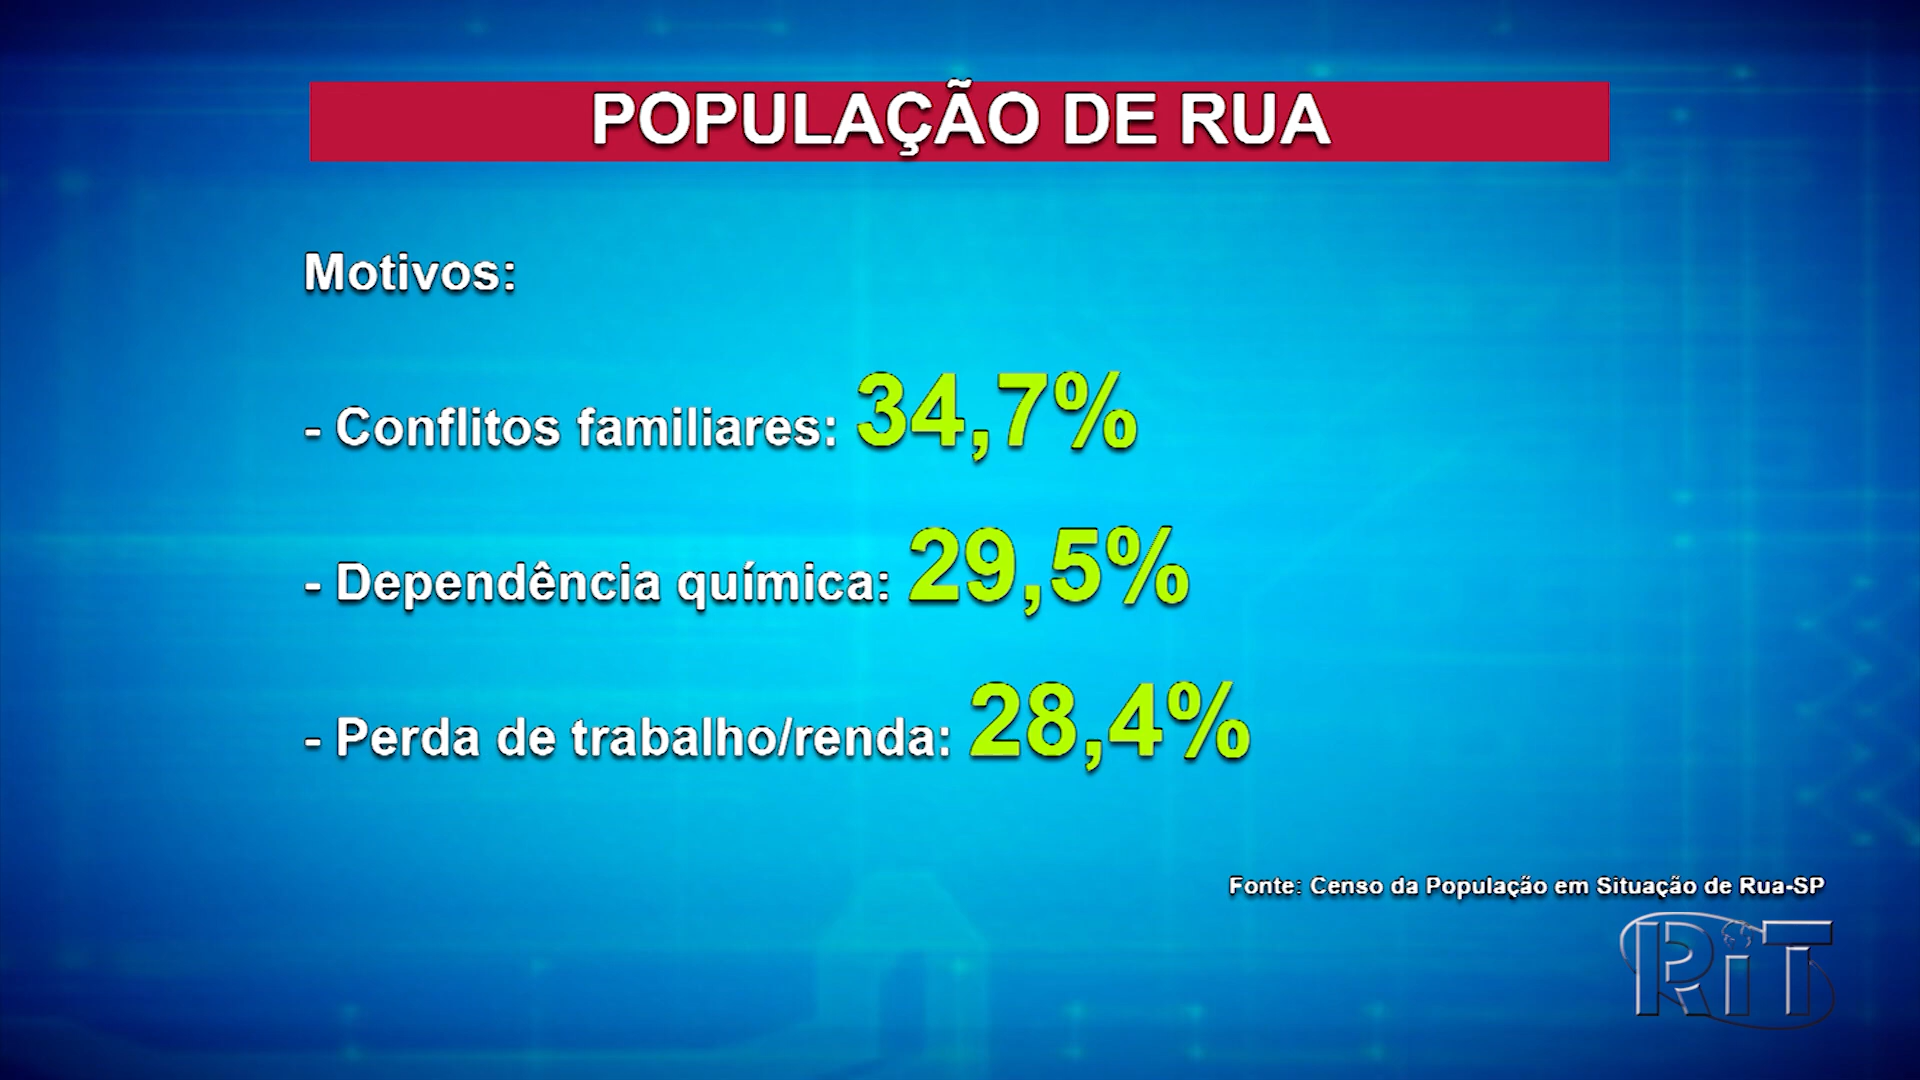 POPULAÇÃO DE RUA
Motivos:
- Conflitos familiares: 34,7%
- Dependência química: 29,5%
- Perda de trabalho/renda: 28,4%
Fonte: Censo da População em Situação de Rua-SP
RiT